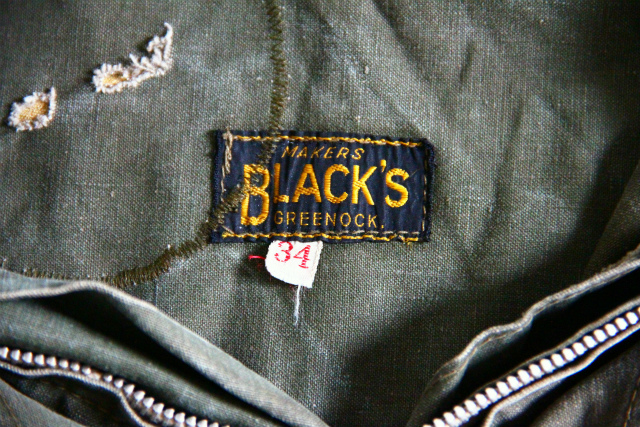 MAKERS
BLACK'S
GREENOCK.
34